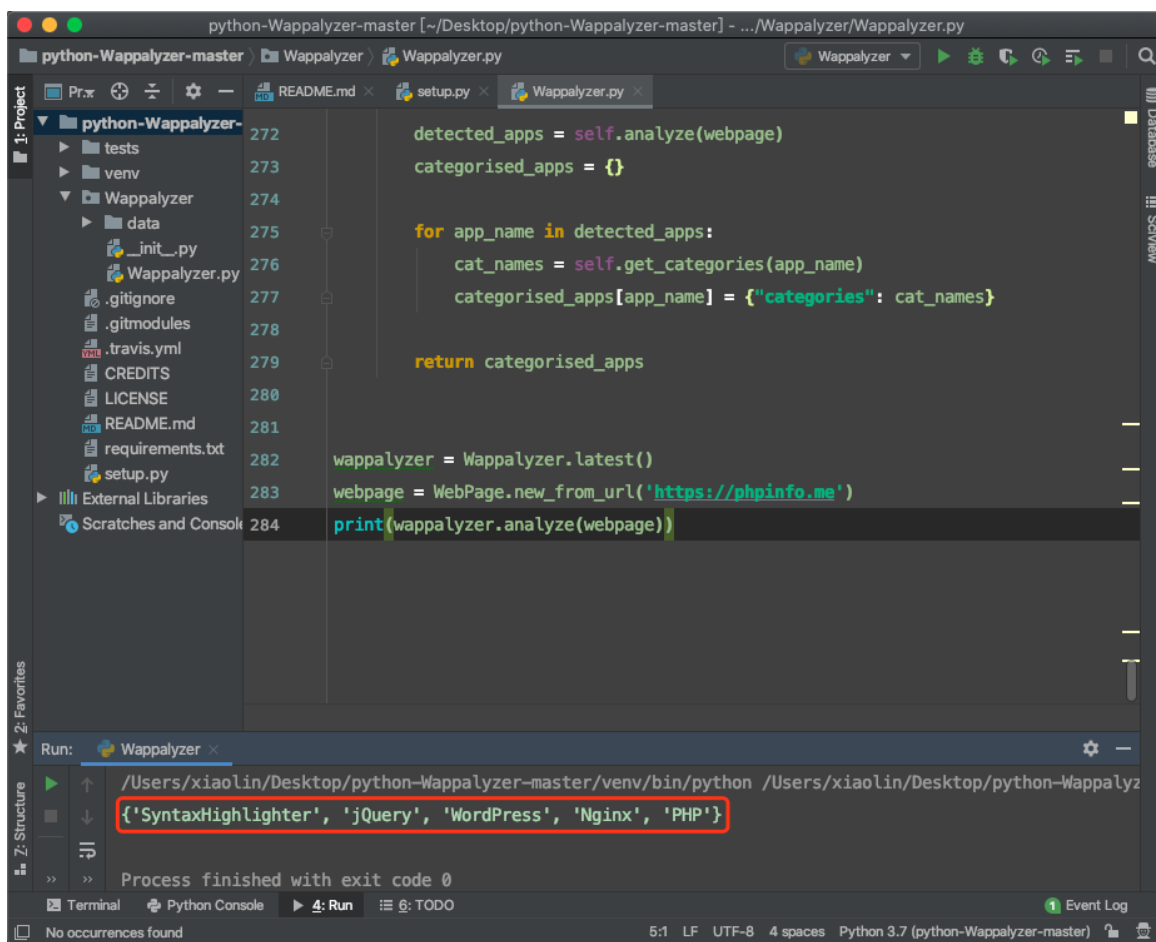 python-Wappalyzer-master [~/Desktop/python-Wappalyzer-master] - .../Wappalyzer/Wappalyzer.py
python-Wappalyzer-master Wappalyzer Wappalyzer.py Wappalyzer
1: Project
Pr..
README.md setup.py Wappalyzer.py
Database
SciView
python-Wappalyzer-
tests
venv
Wappalyzer
data
__init__.py
Wappalyzer.py
.gitignore
.gitmodules
.travis.yml
CREDITS
LICENSE
README.md
requirements.txt
setup.py
External Libraries
Scratches and Consol
272 detected_apps = self.analyze(webpage)
273 categorised_apps = {}
274
275 for app_name in detected_apps:
276 cat_names = self.get_categories(app_name)
277 categorised_apps[app_name] = {"categories": cat_names}
278
279 return categorised_apps
280
281
282 wappalyzer = Wappalyzer.latest()
283 webpage = WebPage.new_from_url('https://phpinfo.me')
284 print(wappalyzer.analyze(webpage))
2: Favorites
Z: Structure
Run: Wappalyzer
/Users/xiaolin/Desktop/python-Wappalyzer-master/venv/bin/python /Users/xiaolin/Desktop/python-Wappalyz
{'SyntaxHighlighter', 'jQuery', 'WordPress', 'Nginx', 'PHP'}
Process finished with exit code 0
Terminal Python Console 4: Run 6: TODO 1 Event Log
No occurrences found 5:1 LF UTF-8 4 spaces Python 3.7 (python-Wappalyzer-master)